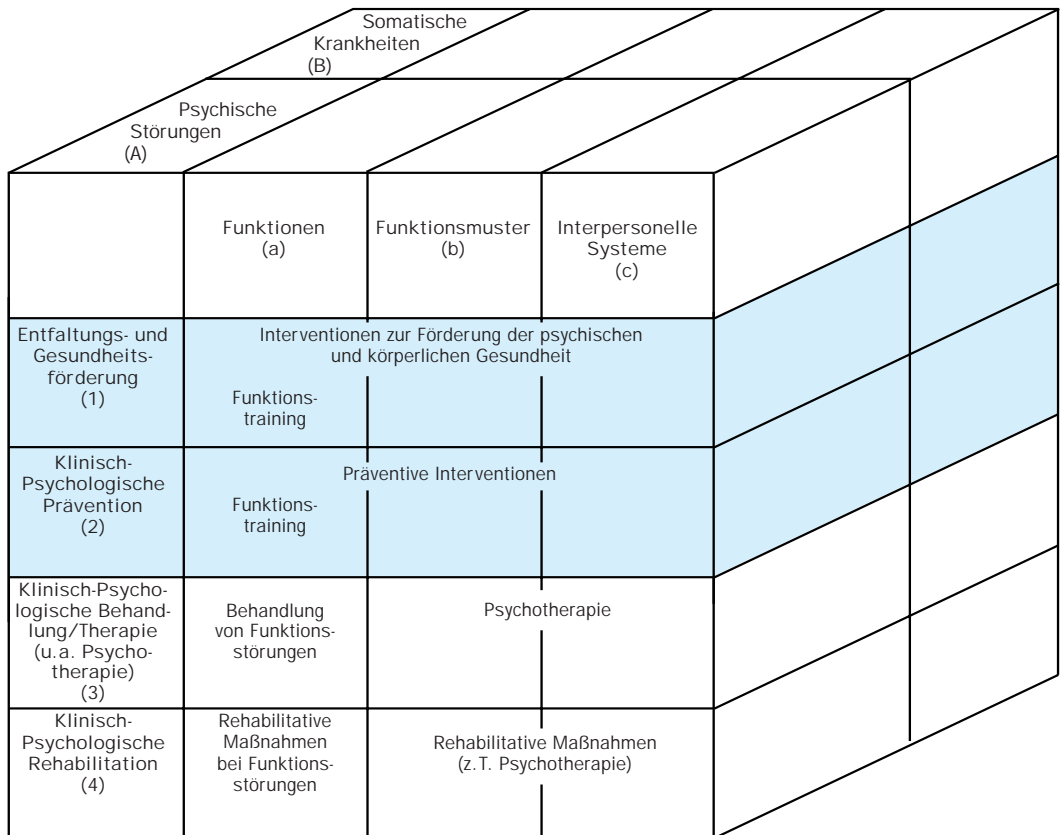 Somatische
Krankheiten
(B)
Psychische
Störungen
(A)
Funktionen
(a)
Funktionsmuster
(b)
Interpersonelle
Systeme
(c)
Entfaltungs- und
Gesundheits-
förderung
(1)
Interventionen zur Förderung der psychischen
und körperlichen Gesundheit
Funktions-
training
Klinisch-
Psychologische
Prävention
(2)
Präventive Interventionen
Funktions-
training
Klinisch-Psycho-
logische Behand-
lung/Therapie
(u.a. Psycho-
therapie)
(3)
Behandlung
von Funktions-
störungen
Psychotherapie
Klinisch-
Psychologische
Rehabilitation
(4)
Rehabilitative
Maßnahmen
bei Funktions-
störungen
Rehabilitative Maßnahmen
(z.T. Psychotherapie)